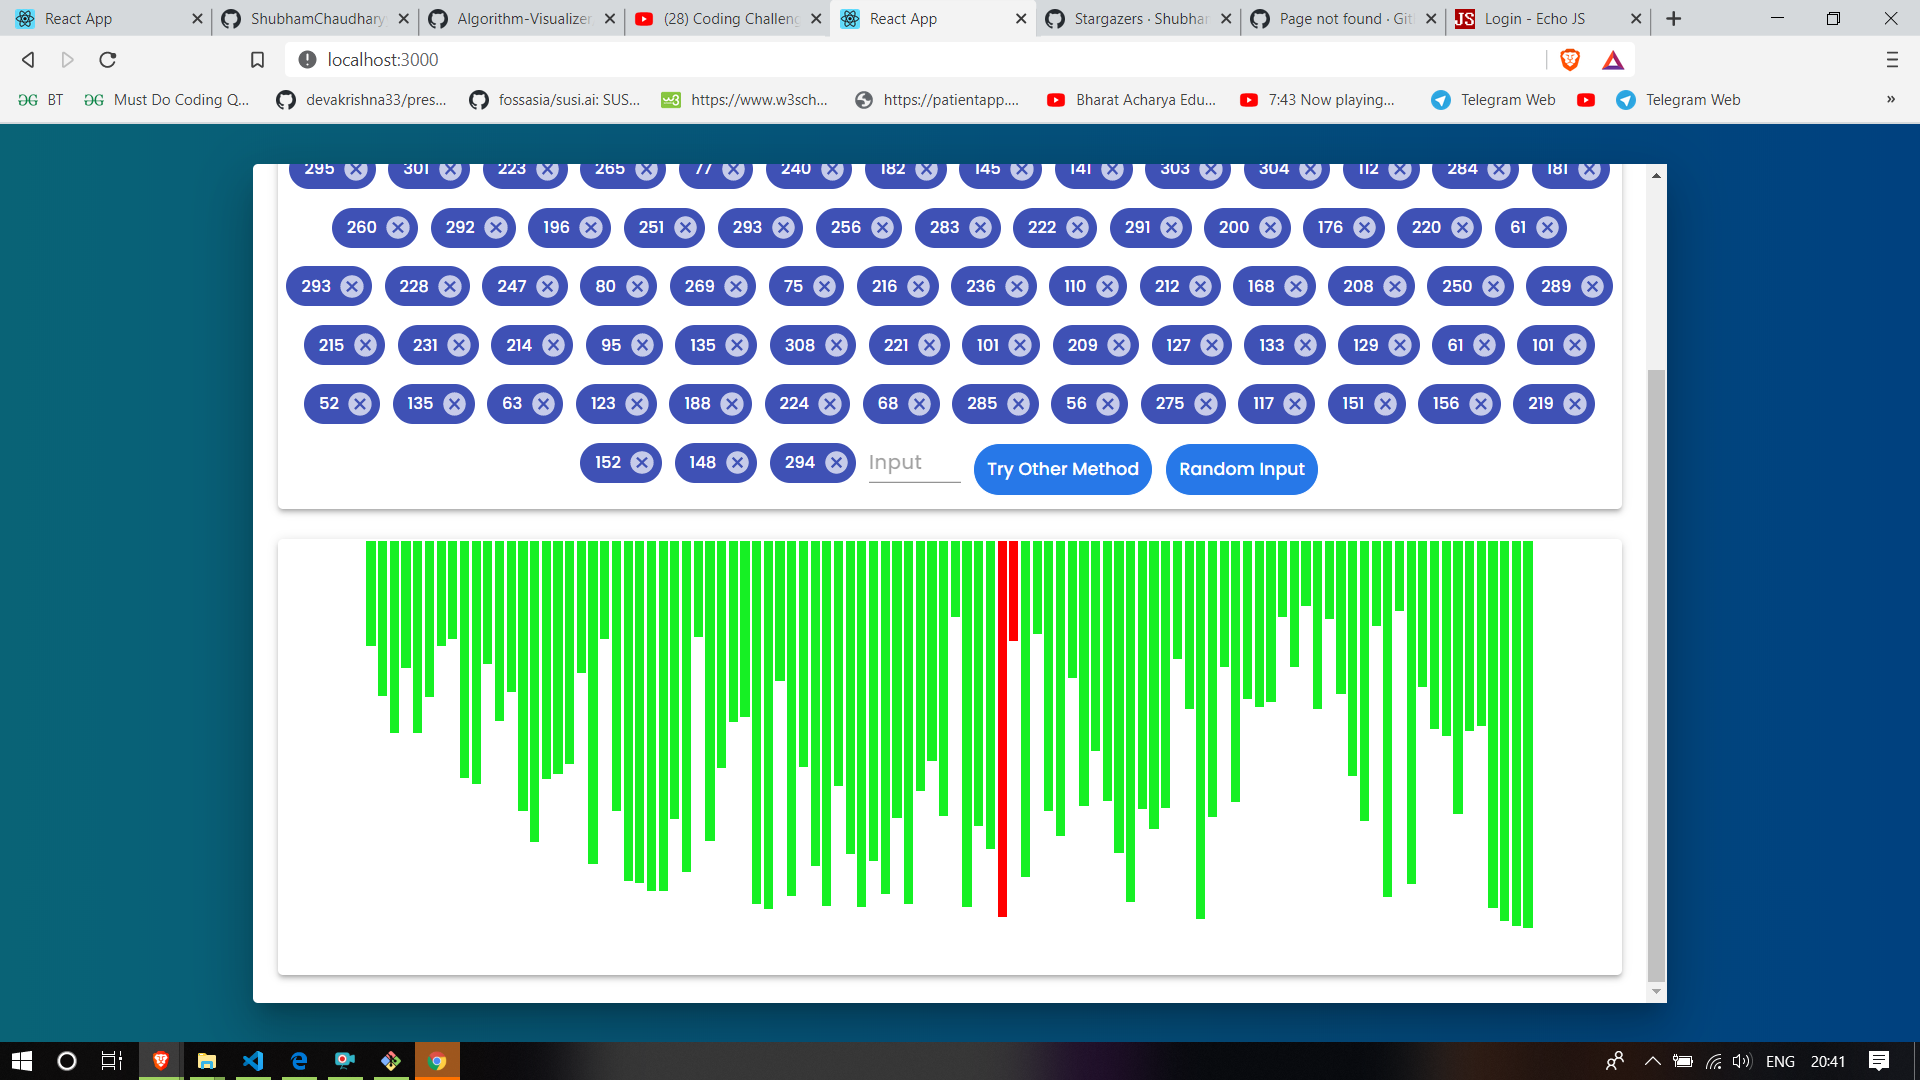 React App
ShubhamChaudhary
Algorithm-Visualizer
(28) Coding Challeng
React App
Stargazers · Shubham
Page not found · Git
JS Login - Echo JS
localhost:3000
BT
Must Do Coding Q...
devakrishna33/pres...
fossasia/susi.ai: SUS...
https://www.w3sch...
https://patientapp....
Bharat Acharya Edu...
7:43 Now playing...
Telegram Web
Telegram Web
»
295 301 223 265 77 240 182 145 141 303 304 112 284 181
260 292 196 251 293 256 283 222 291 200 176 220 61
293 228 247 80 269 75 216 236 110 212 168 208 250 289
215 231 214 95 135 308 221 101 209 127 133 129 61 101
52 135 63 123 188 224 68 285 56 275 117 151 156 219
152 148 294 Input Try Other Method Random Input
ENG 20:41